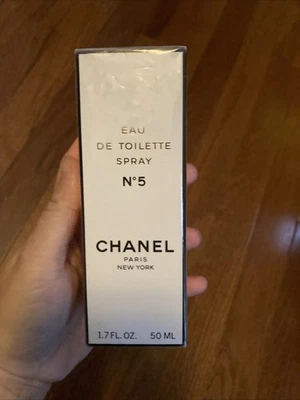 EAU
DE TOILETTE
SPRAY
N°5
CHANEL
PARIS
NEW YORK
1.7 FL. OZ. 50 ML